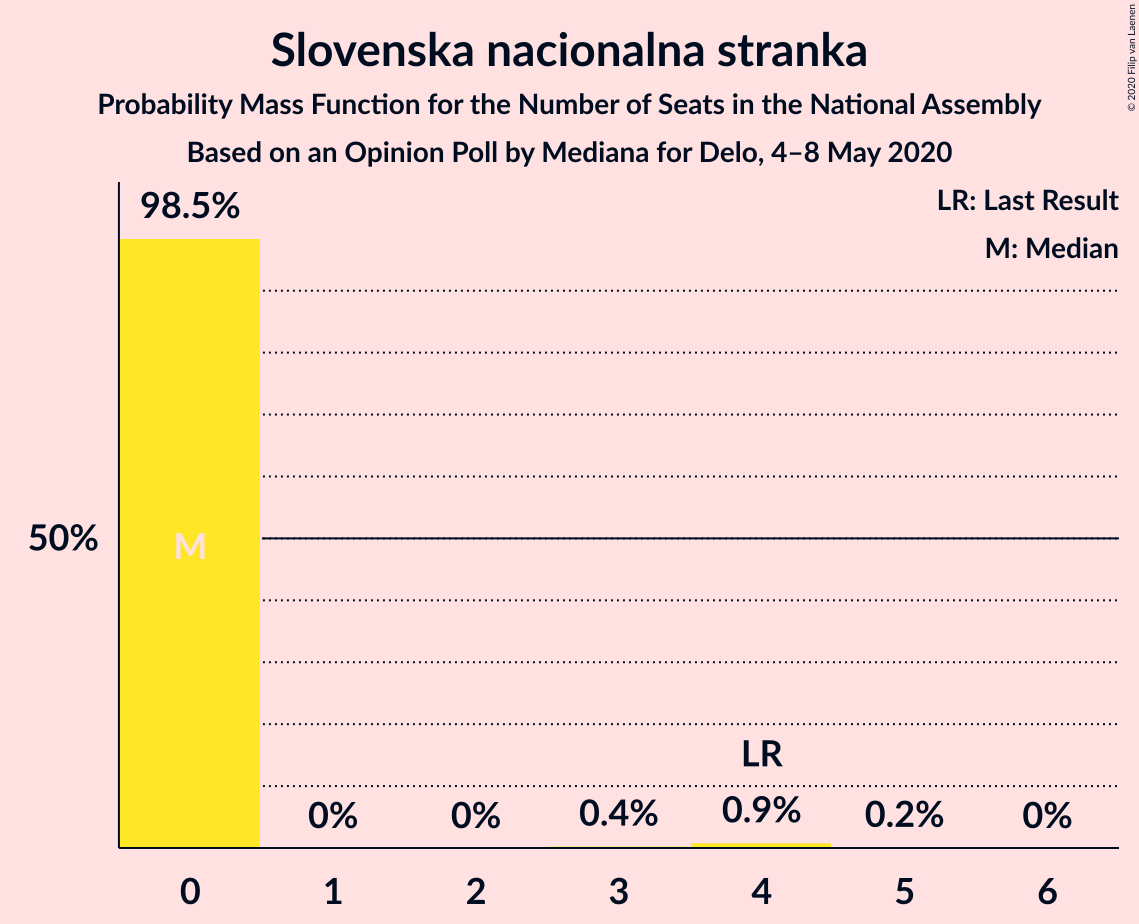 Slovenska nacionalna stranka
Probability Mass Function for the Number of Seats in the National Assembly
Based on an Opinion Poll by Mediana for Delo, 4–8 May 2020
© 2020 Filip van Laenen
98.5%
LR: Last Result
M: Median
50%
M
LR
0% 0% 0.4% 0.9% 0.2% 0%
0 1 2 3 4 5 6